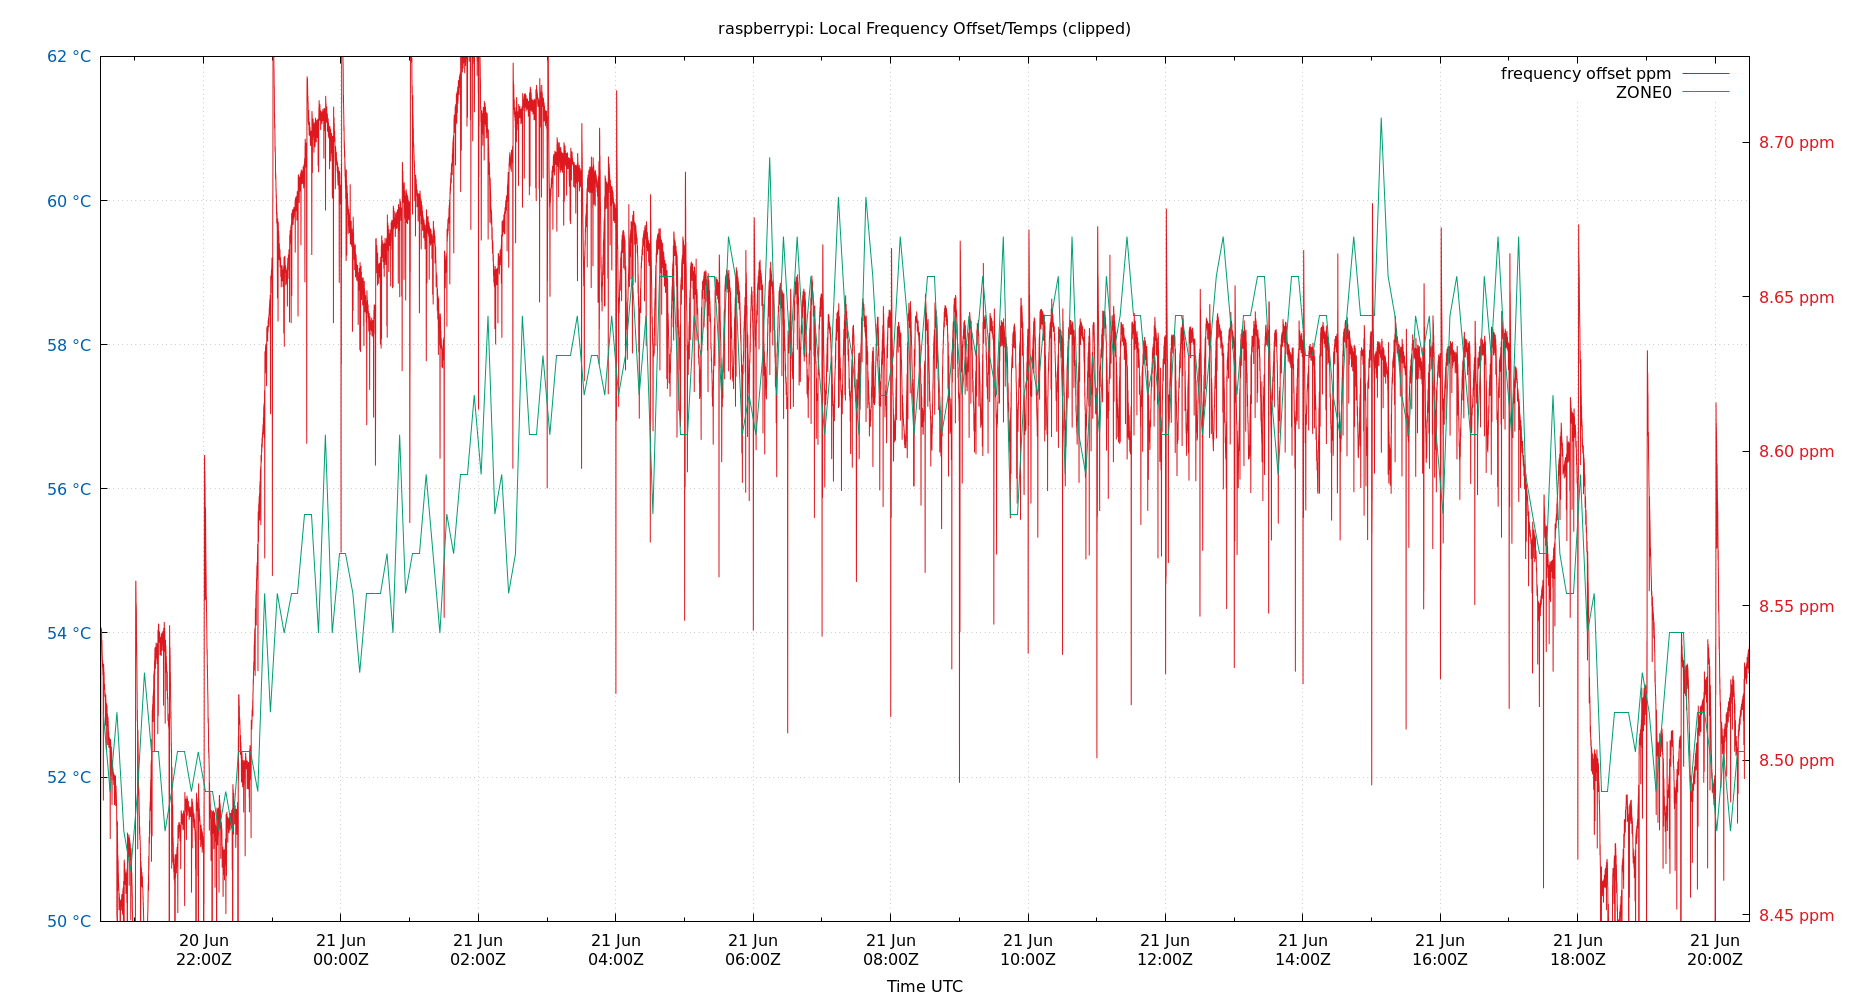 raspberrypi: Local Frequency Offset/Temps (clipped)
62 °C
60 °C
58 °C
56 °C
54 °C
52 °C
50 °C
frequency offset ppm
ZONE0
8.70 ppm
8.65 ppm
8.60 ppm
8.55 ppm
8.50 ppm
8.45 ppm
20 Jun 21 Jun 21 Jun 21 Jun 21 Jun 21 Jun 21 Jun 21 Jun 21 Jun 21 Jun 21 Jun 21 Jun
22:00Z 00:00Z 02:00Z 04:00Z 06:00Z 08:00Z 10:00Z 12:00Z 14:00Z 16:00Z 18:00Z 20:00Z
Time UTC